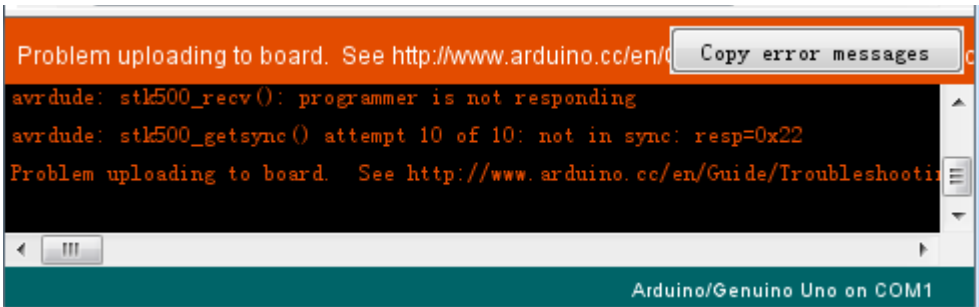 Problem uploading to board.  See http://www.arduino.cc/en/
Copy error messages
avrdude: stk500_recv(): programmer is not responding
avrdude: stk500_getsync() attempt 10 of 10: not in sync: resp=0x22
Problem uploading to board.  See http://www.arduino.cc/en/Guide/Troubleshooti
Arduino/Genuino Uno on COM1